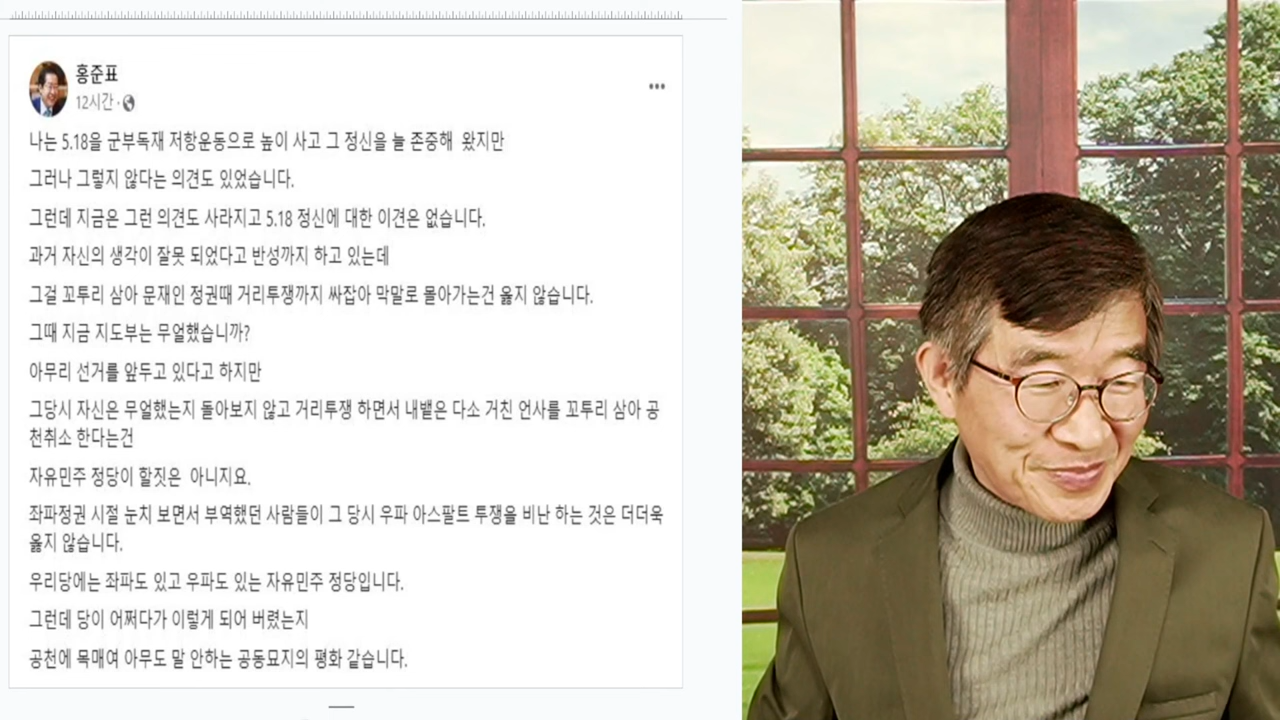 홍준표
12시간 ·
나는 5.18을 군부독재 저항운동으로 높이 사고 그 정신을 늘 존중해 왔지만
그러나 그렇지 않다는 의견도 있었습니다.
그런데 지금은 그런 의견도 사라지고 5.18 정신에 대한 이견은 없습니다.
과거 자신의 생각이 잘못 되었다고 반성까지 하고 있는데
그걸 꼬투리 삼아 문재인 정권때 거리투쟁까지 싸잡아 막말로 몰아가는건 옳지 않습니다.
그때 지금 지도부는 무얼했습니까?
아무리 선거를 앞두고 있다고 하지만
그당시 자신은 무얼했는지 돌아보지 않고 거리투쟁 하면서 내뱉은 다소 거친 언사를 꼬투리 삼아 공
천취소 한다는건
자유민주 정당이 할짓은 아니지요.
좌파정권 시절 눈치 보면서 부역했던 사람들이 그 당시 우파 아스팔트 투쟁을 비난 하는 것은 더더욱
옳지 않습니다.
우리당에는 좌파도 있고 우파도 있는 자유민주 정당입니다.
그런데 당이 어쩌다가 이렇게 되어 버렸는지
공천에 목매여 아무도 말 안하는 공동묘지의 평화 같습니다.